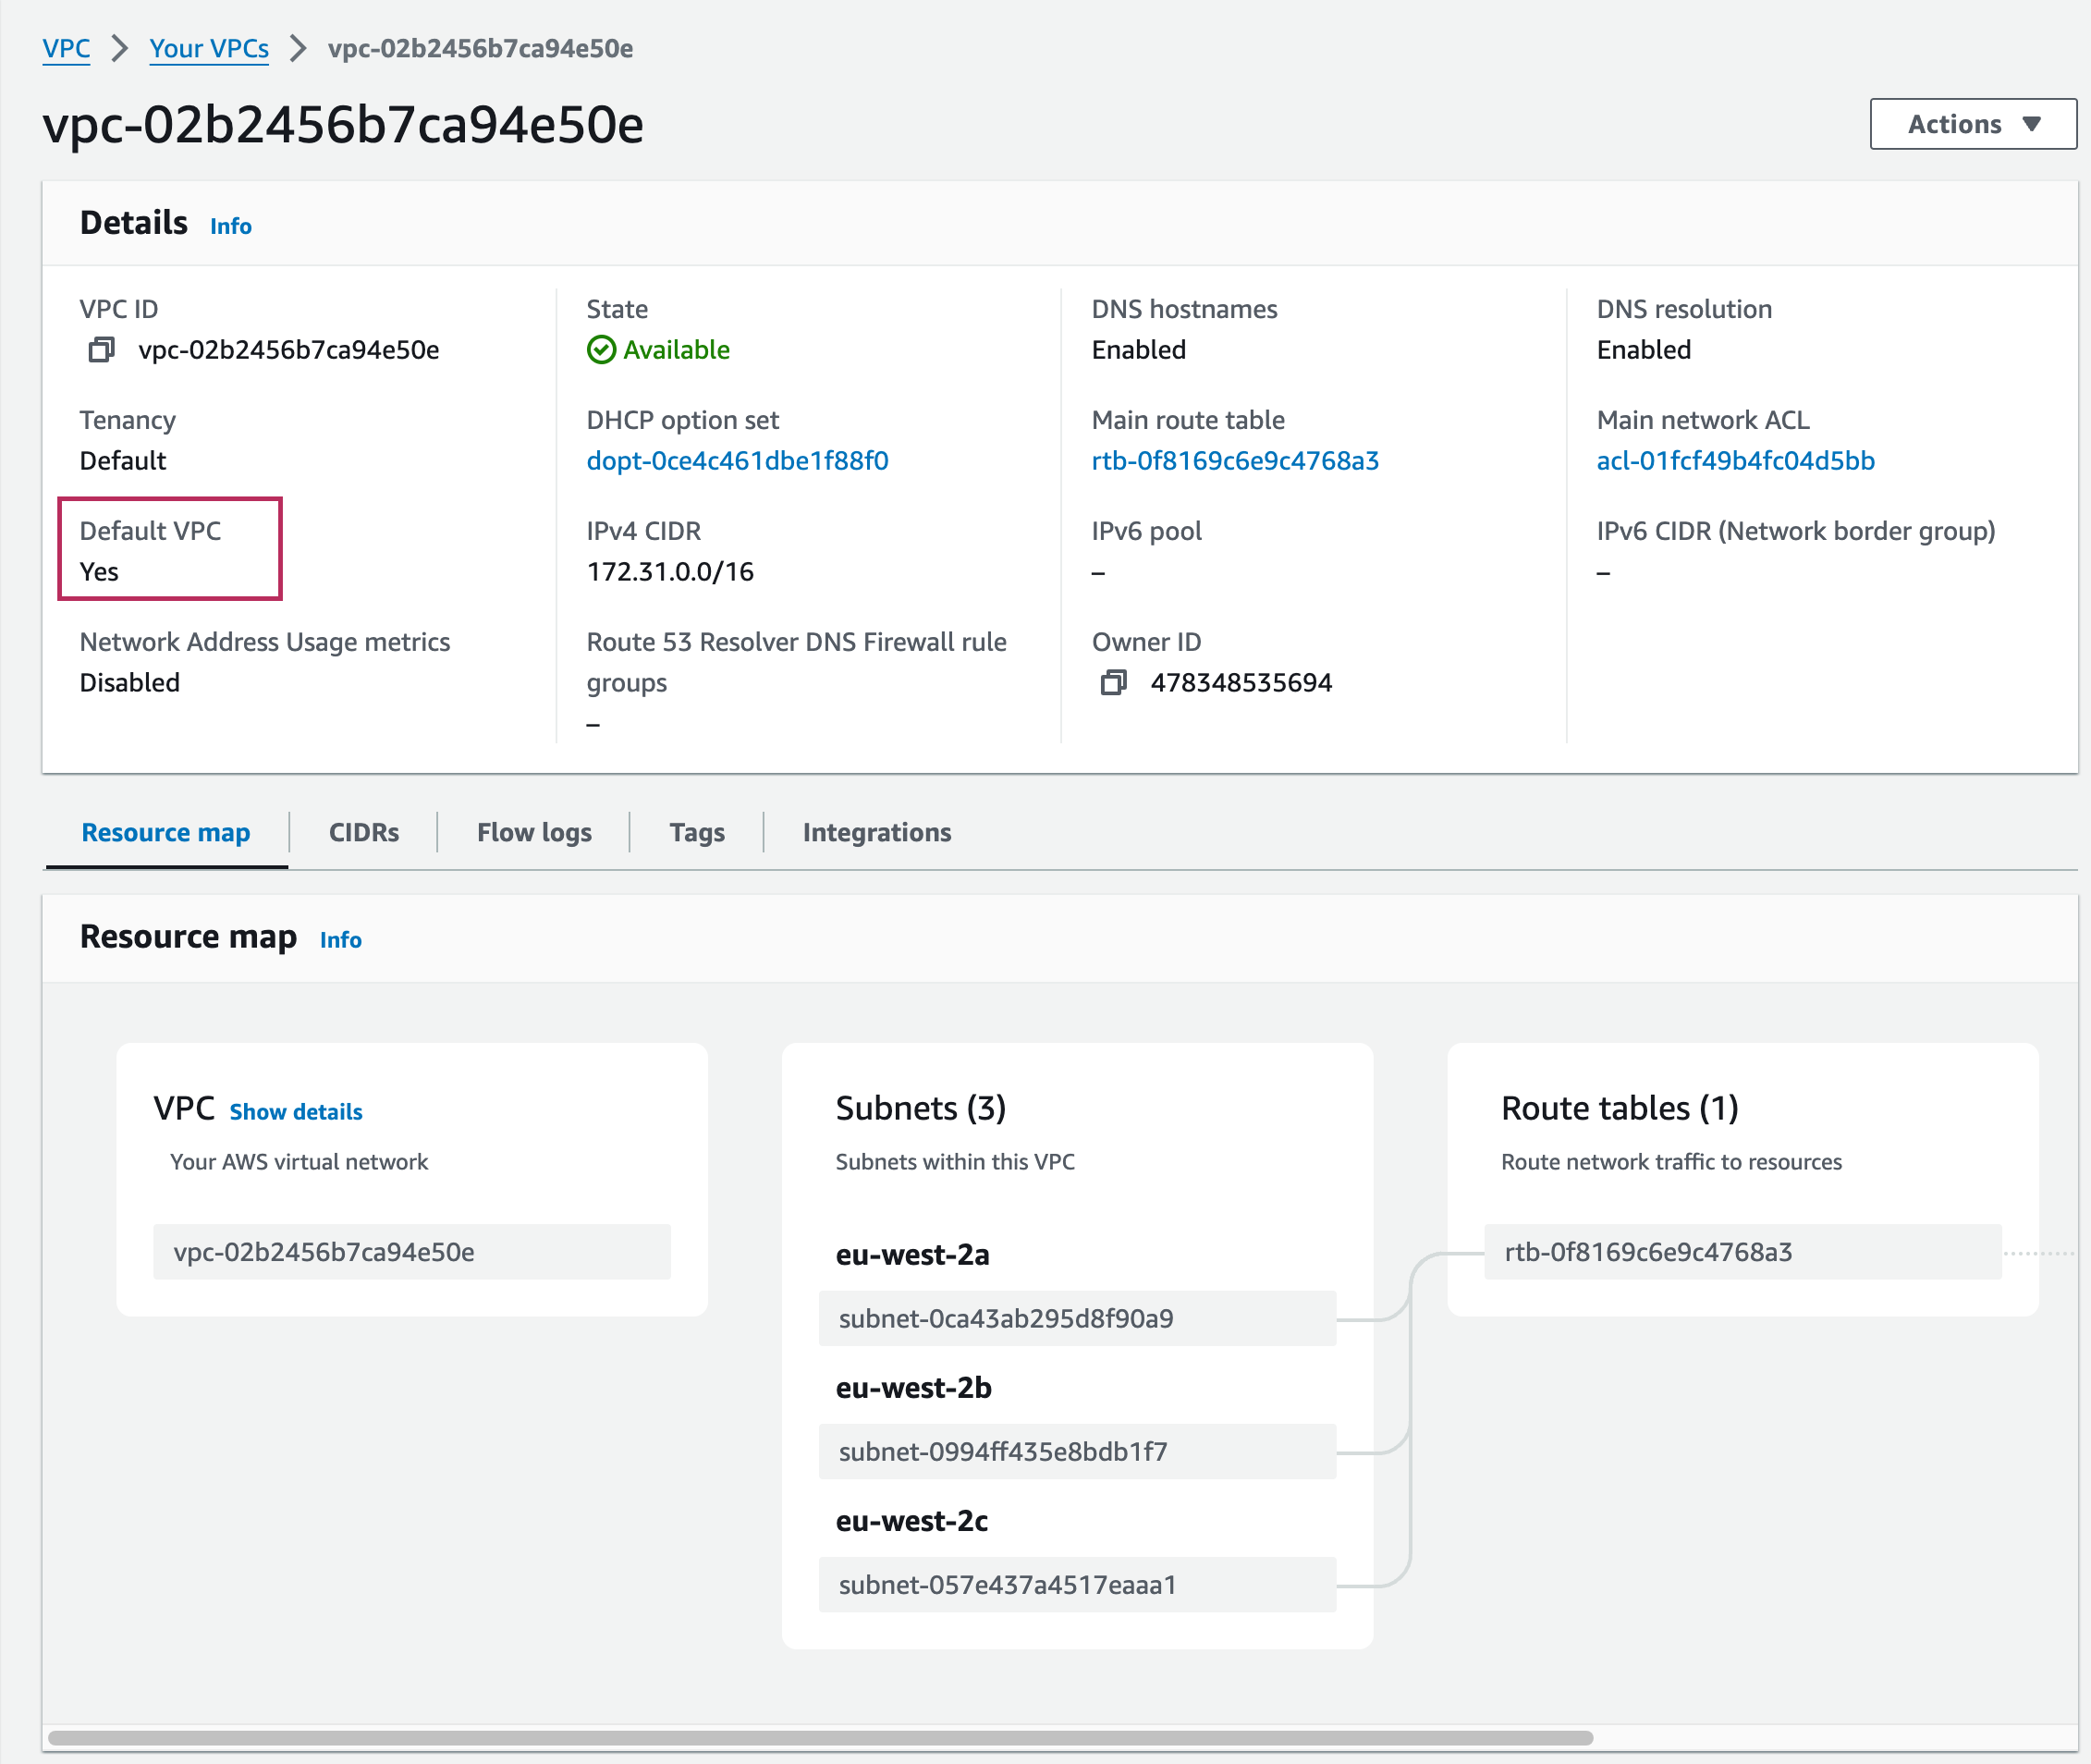 VPC > Your VPCs > vpc-02b2456b7ca94e50e
vpc-02b2456b7ca94e50e
Actions
Details Info
VPC ID
vpc-02b2456b7ca94e50e
State
Available
DNS hostnames
Enabled
DNS resolution
Enabled
Tenancy
Default
DHCP option set
dopt-0ce4c461dbe1f88f0
Main route table
rtb-0f8169c6e9c4768a3
Main network ACL
acl-01fcf49b4fc04d5bb
Default VPC
Yes
IPv4 CIDR
172.31.0.0/16
IPv6 pool
–
IPv6 CIDR (Network border group)
–
Network Address Usage metrics
Disabled
Route 53 Resolver DNS Firewall rule
groups
–
Owner ID
478348535694
Resource map
CIDRs
Flow logs
Tags
Integrations
Resource map Info
VPC Show details
Your AWS virtual network
vpc-02b2456b7ca94e50e
Subnets (3)
Subnets within this VPC
eu-west-2a
subnet-0ca43ab295d8f90a9
eu-west-2b
subnet-0994ff435e8bdb1f7
eu-west-2c
subnet-057e437a4517eaaa1
Route tables (1)
Route network traffic to resources
rtb-0f8169c6e9c4768a3